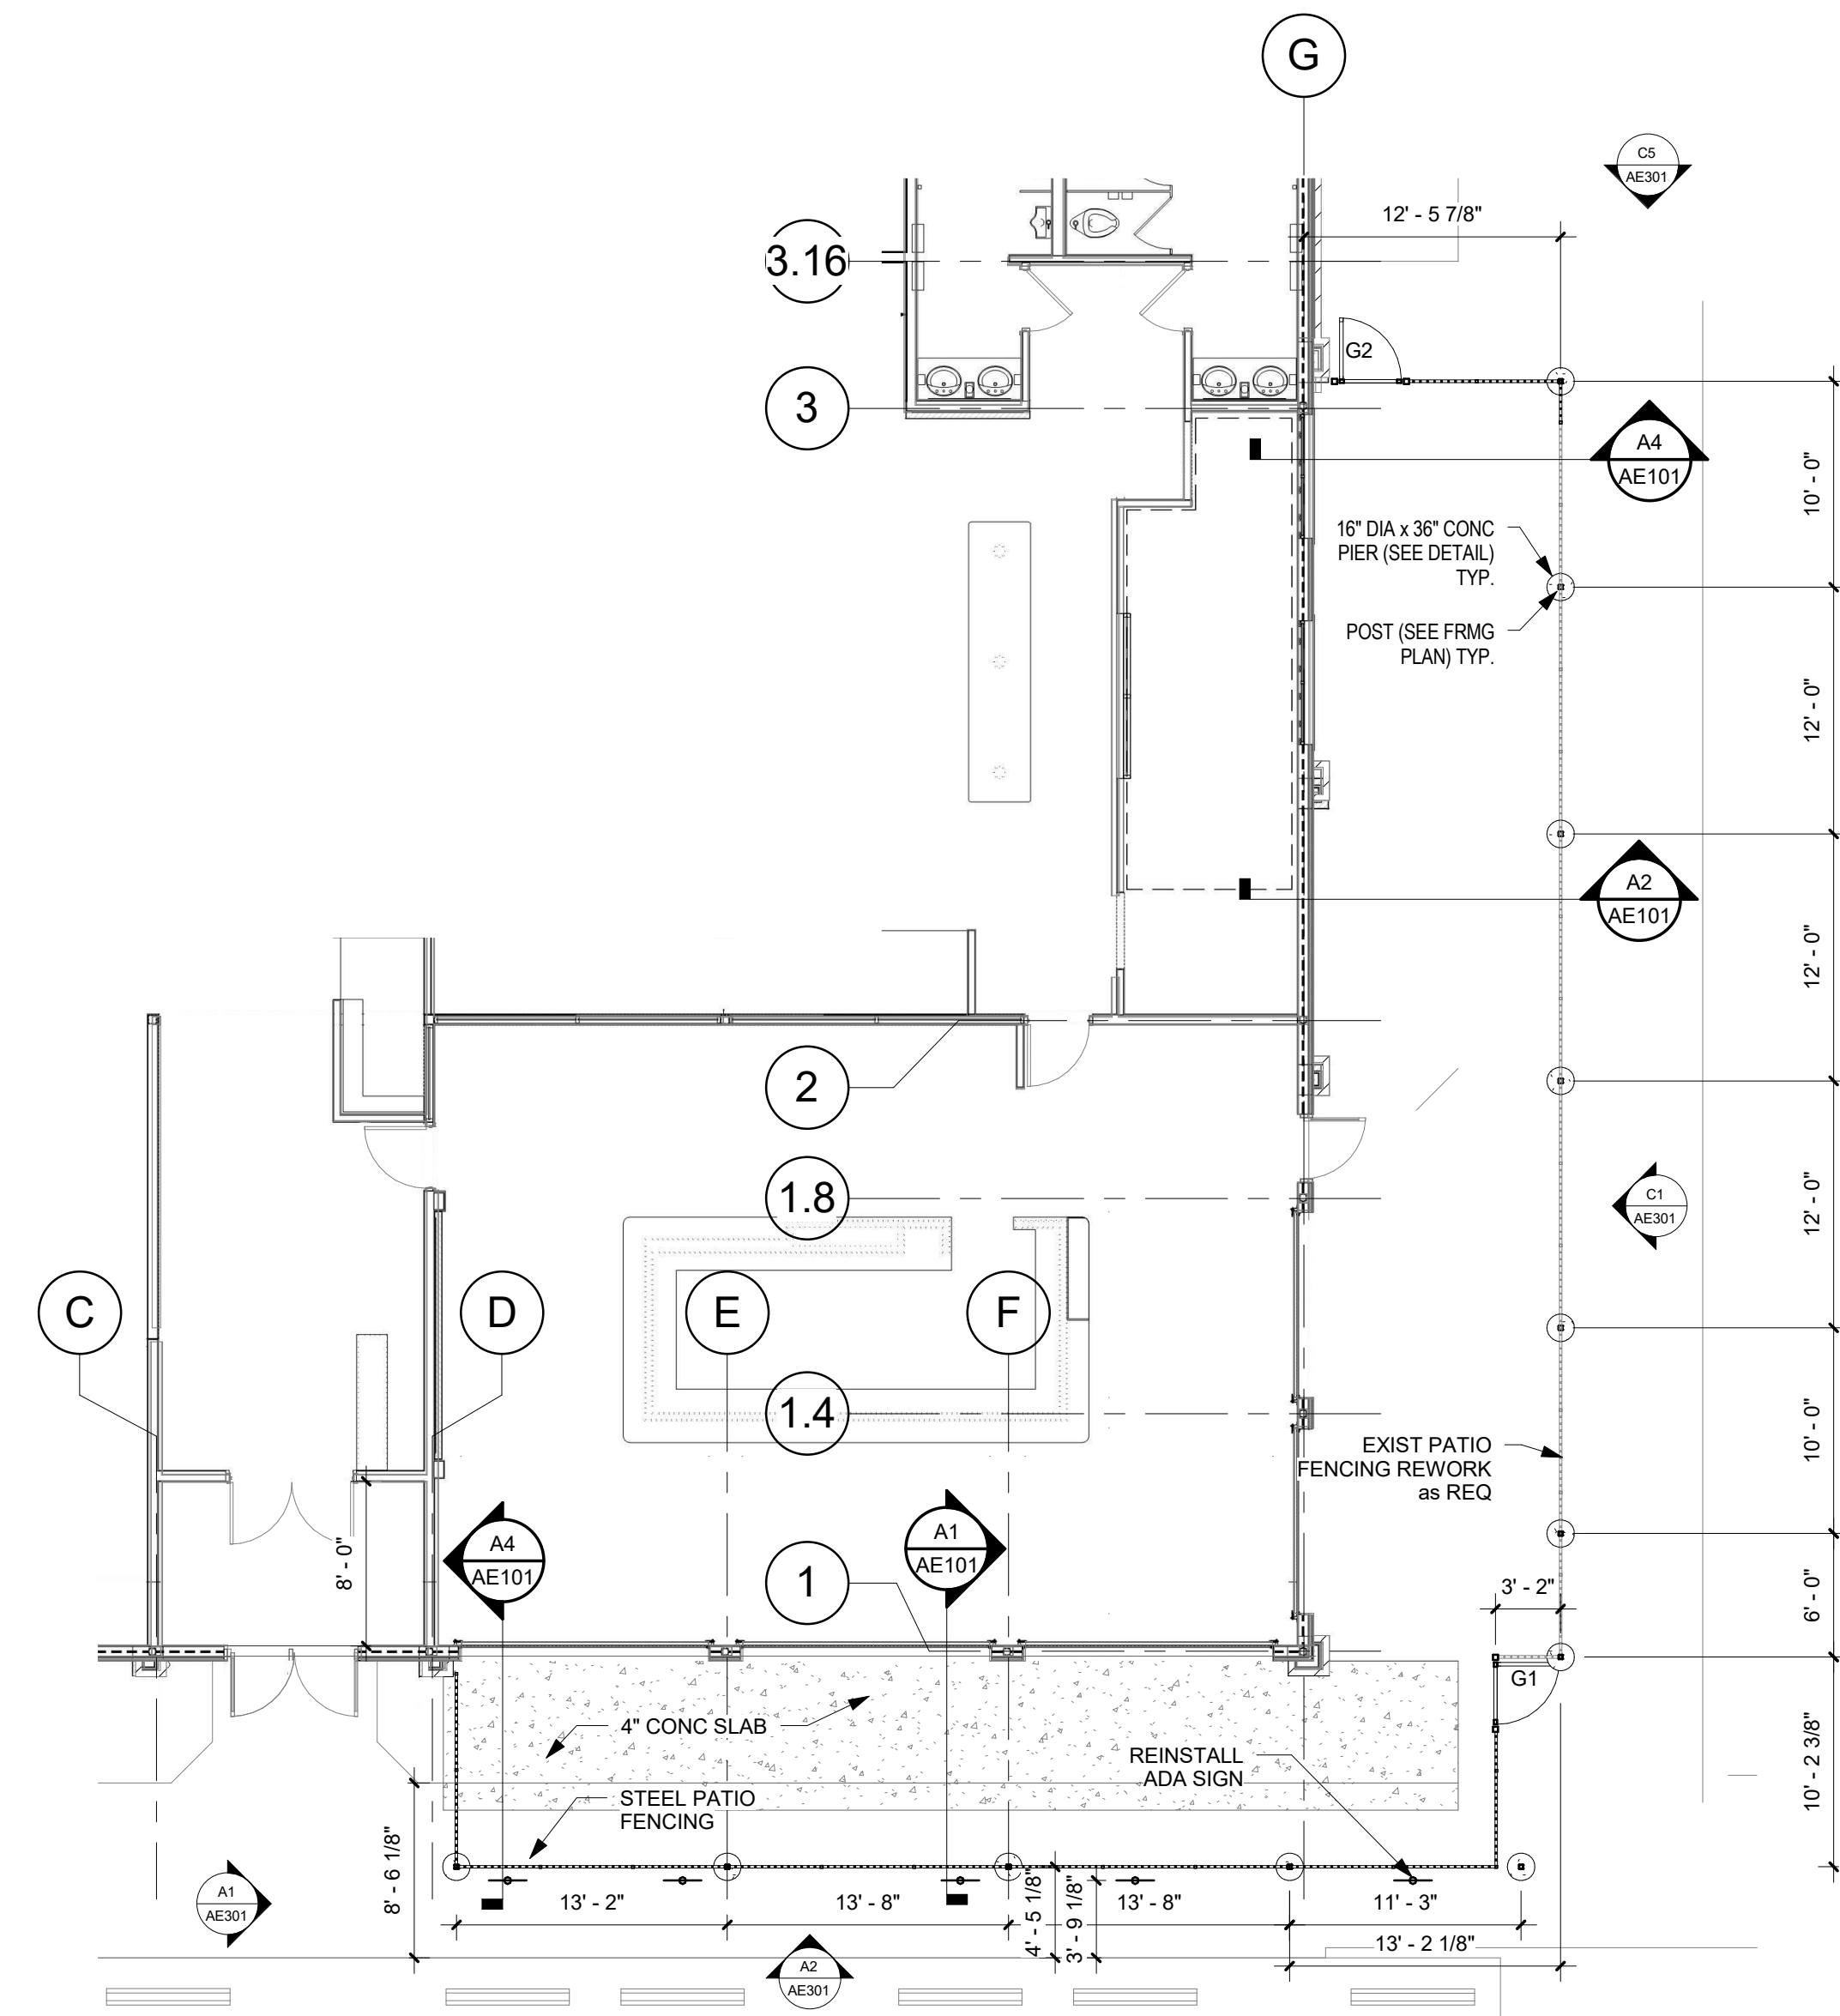 G
C5
AE301
12' - 5 7/8"
3.16
G2
3
A4
AE101
10' - 0"
16" DIA x 36" CONC
PIER (SEE DETAIL)
TYP.
POST (SEE FRMG
PLAN) TYP.
12' - 0"
A2
AE101
12' - 0"
2
1.8
C1
AE301
12' - 0"
C
D
E
F
1.4
10' - 0"
EXIST PATIO
FENCING REWORK
as REQ
8' - 0"
A4
AE101
A1
AE101
1
3' - 2"
6' - 0"
G1
4" CONC SLAB
REINSTALL
ADA SIGN
10' - 2 3/8"
STEEL PATIO
FENCING
8' - 6 1/8"
A1
AE301
13' - 2"
13' - 8"
4' - 5 1/8"
3' - 9 1/8"
13' - 8"
11' - 3"
13' - 2 1/8"
A2
AE301